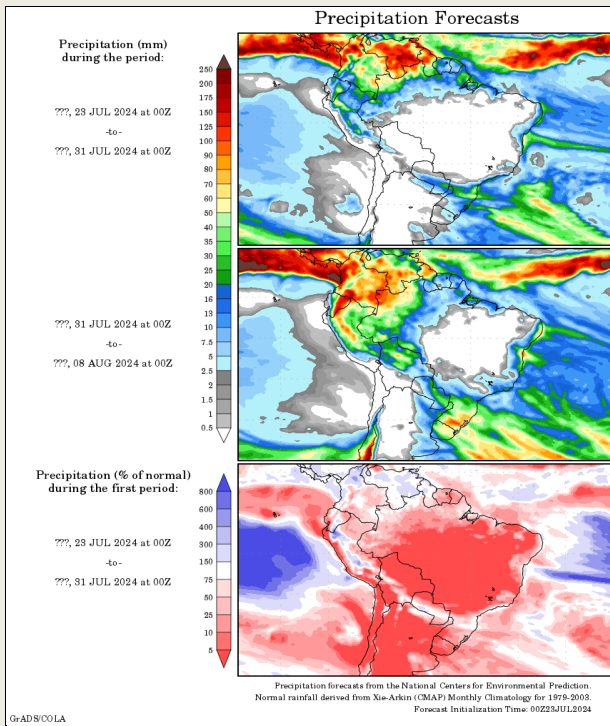 Precipitation Forecasts
Precipitation (mm)
during the period:
???, 23 JUL 2024 at 00Z
-to-
???, 31 JUL 2024 at 00Z
250
200
175
150
125
100
90
80
70
60
50
40
35
30
25
20
16
13
10
7.5
5
2.5
2
1.5
1
0.5
???, 31 JUL 2024 at 00Z
-to-
???, 08 AUG 2024 at 00Z
Precipitation (% of normal)
during the first period:
???, 23 JUL 2024 at 00Z
-to-
???, 31 JUL 2024 at 00Z
800
600
400
300
150
75
50
25
10
5
Precipitation forecasts from the National Centers for Environmental Prediction.
Normal rainfall derived from Xie-Arkin (CMAP) Monthly Climatology for 1979-2003.
Forecast Initialization Time: 00Z23JUL2024
GrADS/COLA